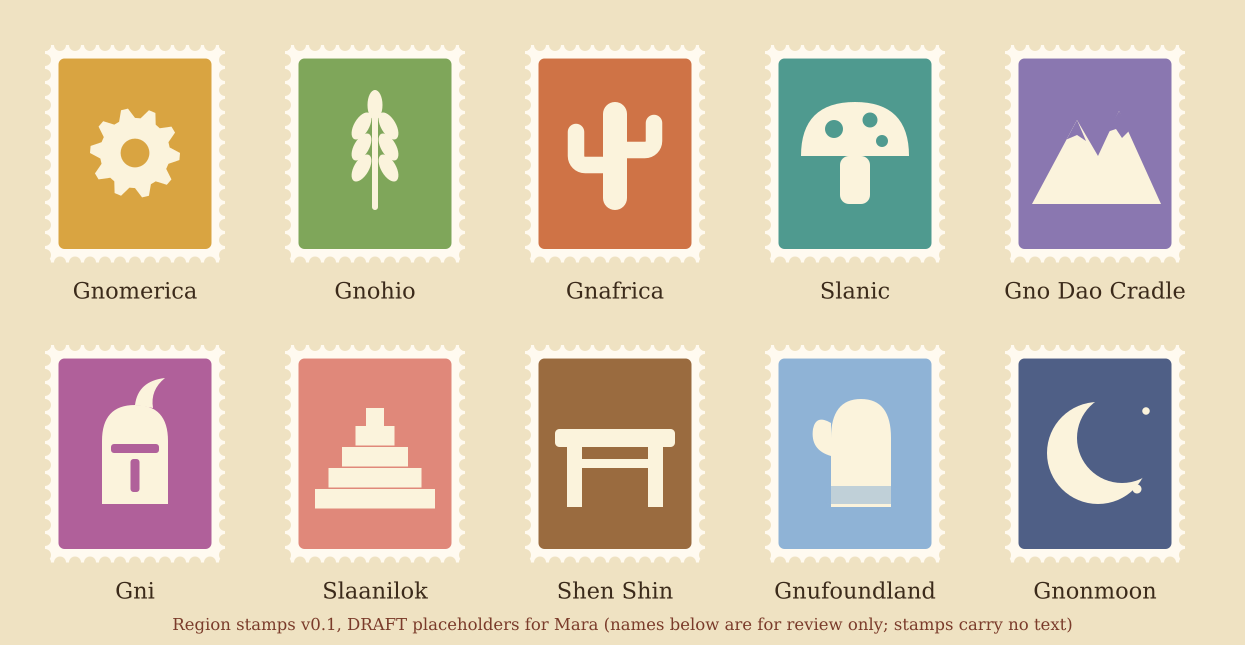 Gnomerica
Gnohio
Gnafrica
Slanic
Gno Dao Cradle
Gni
Slaanilok
Shen Shin
Gnufoundland
Gnonmoon
Region stamps v0.1, DRAFT placeholders for Mara (names below are for review only; stamps carry no text)